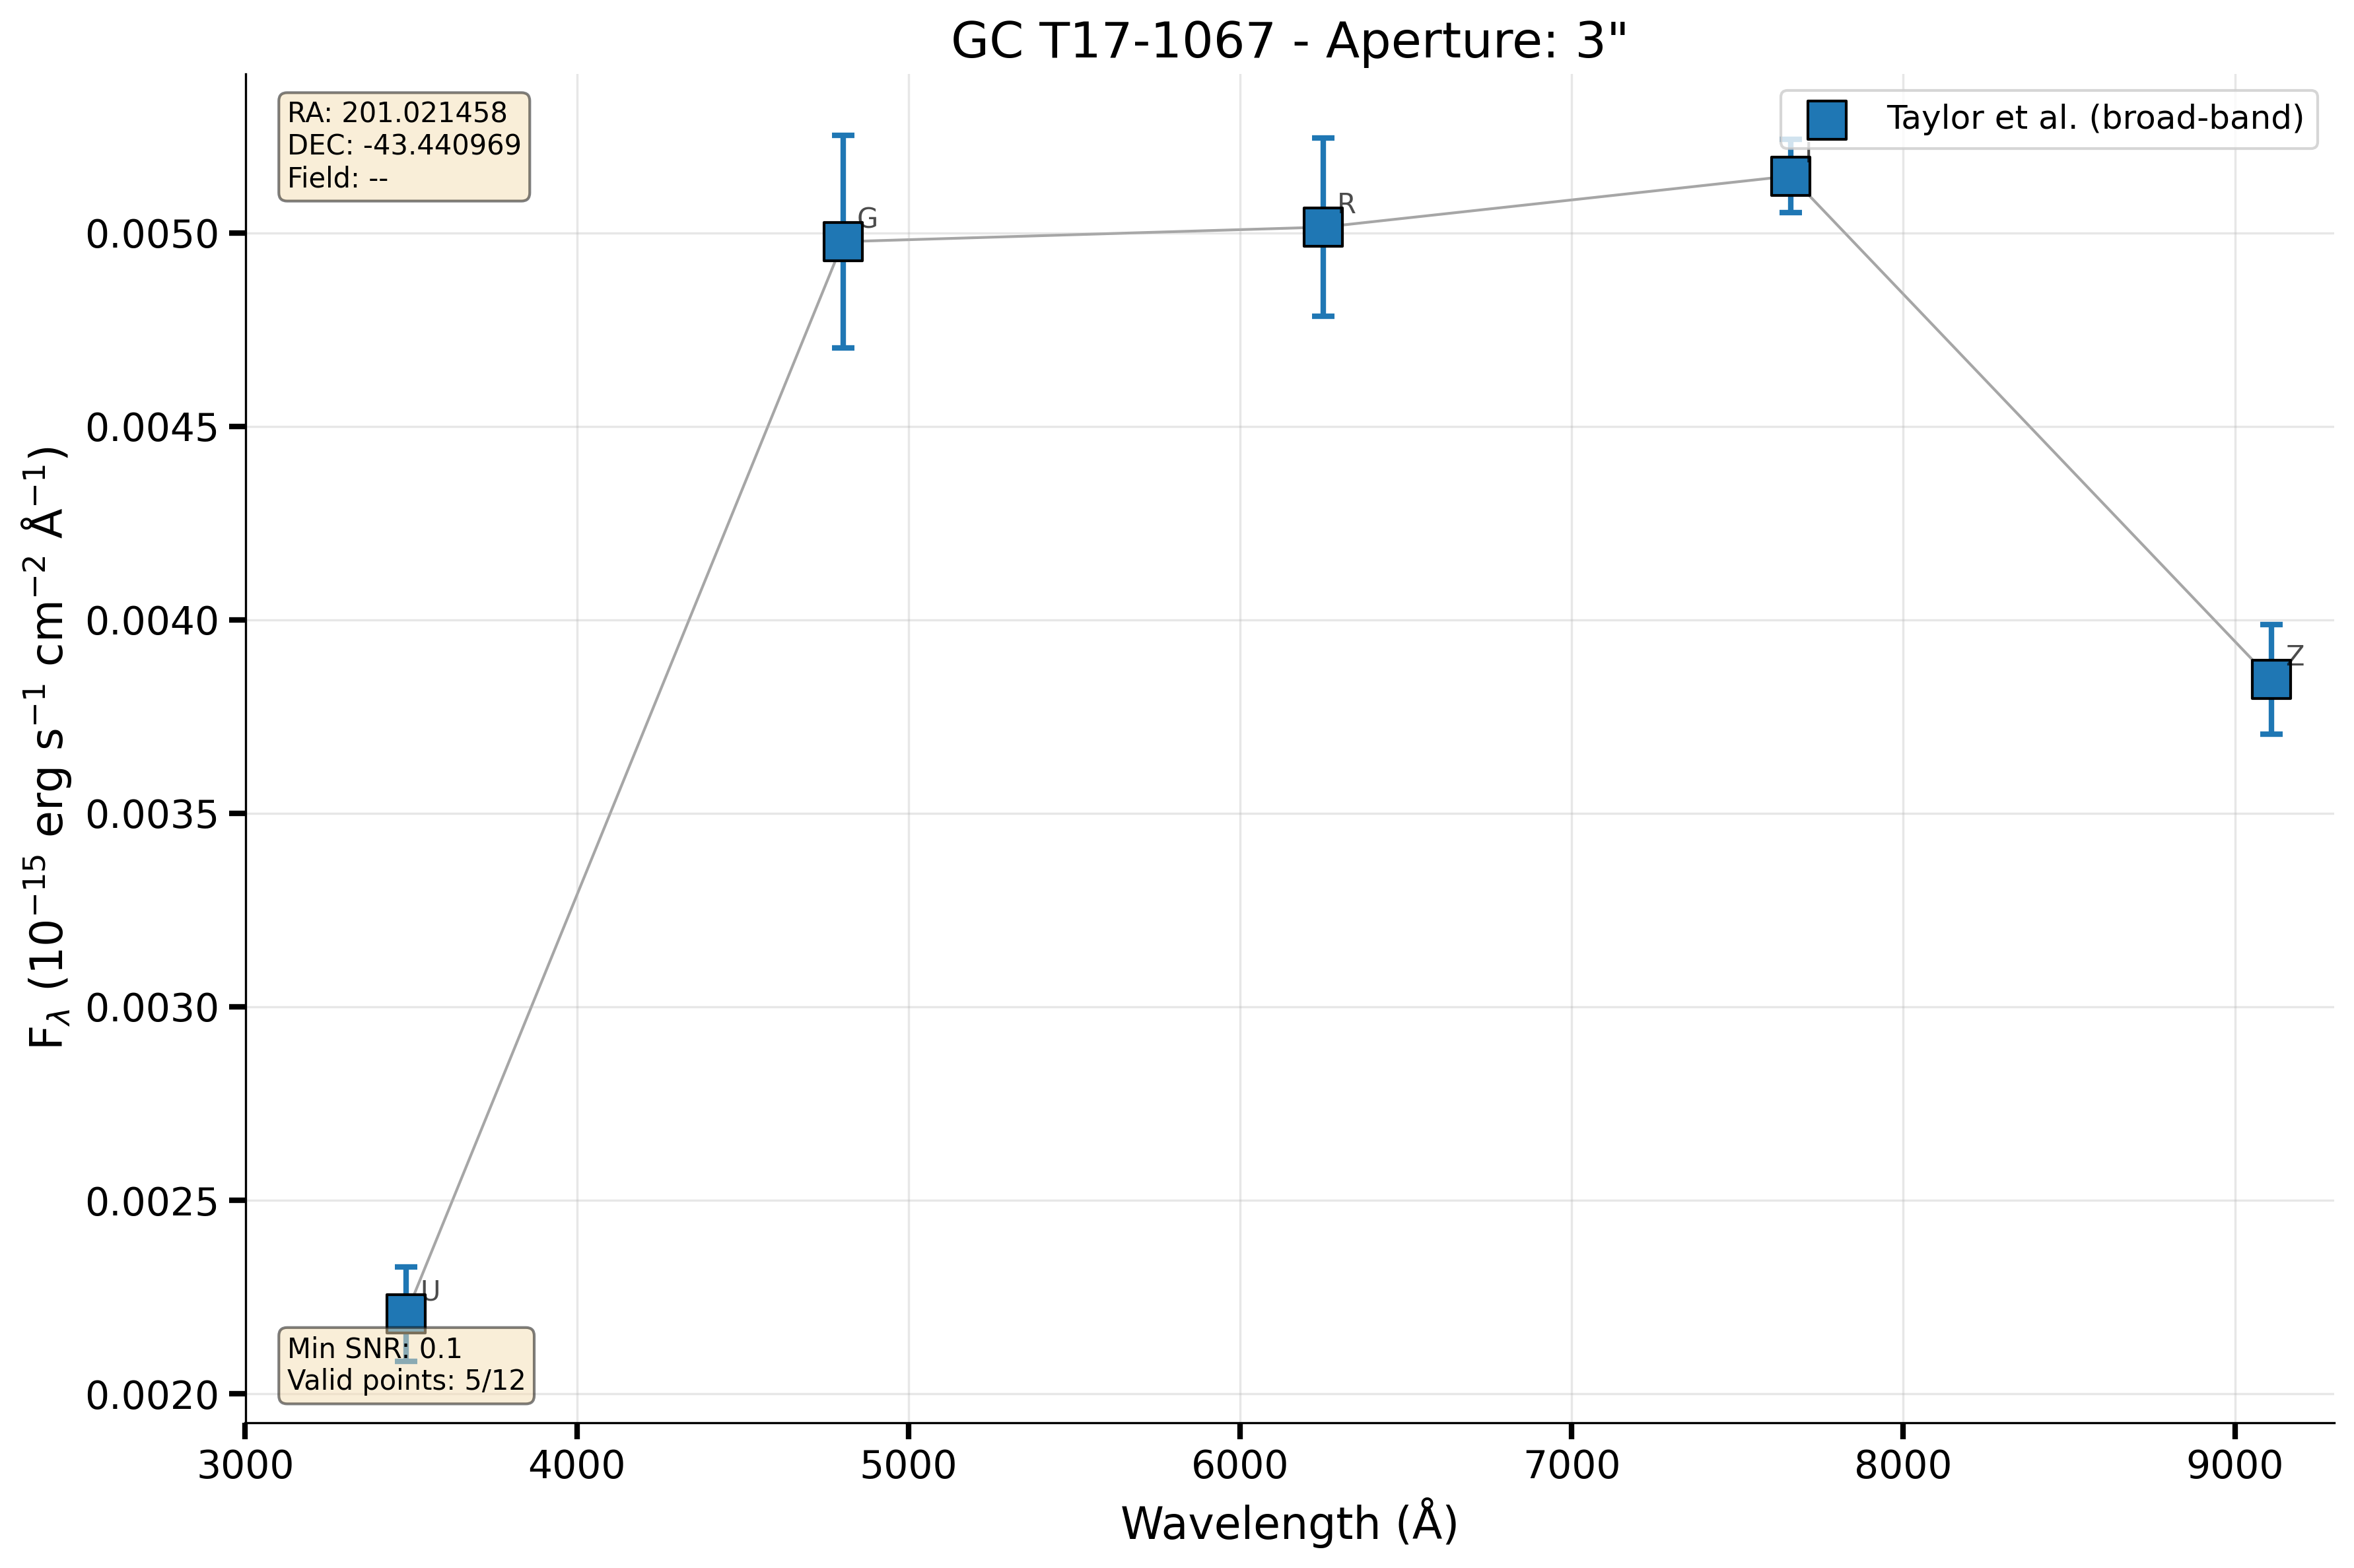 GC T17-1067 - Aperture: 3"
RA: 201.021458
DEC: -43.440969
Field: --
Taylor et al. (broad-band)
G
R
I
Z
U
0.0050
0.0045
0.0040
0.0035
0.0030
0.0025
0.0020
F_λ (10⁻¹⁵ erg s⁻¹ cm⁻² Å⁻¹)
Min SNR: 0.1
Valid points: 5/12
3000 4000 5000 6000 7000 8000 9000
Wavelength (Å)